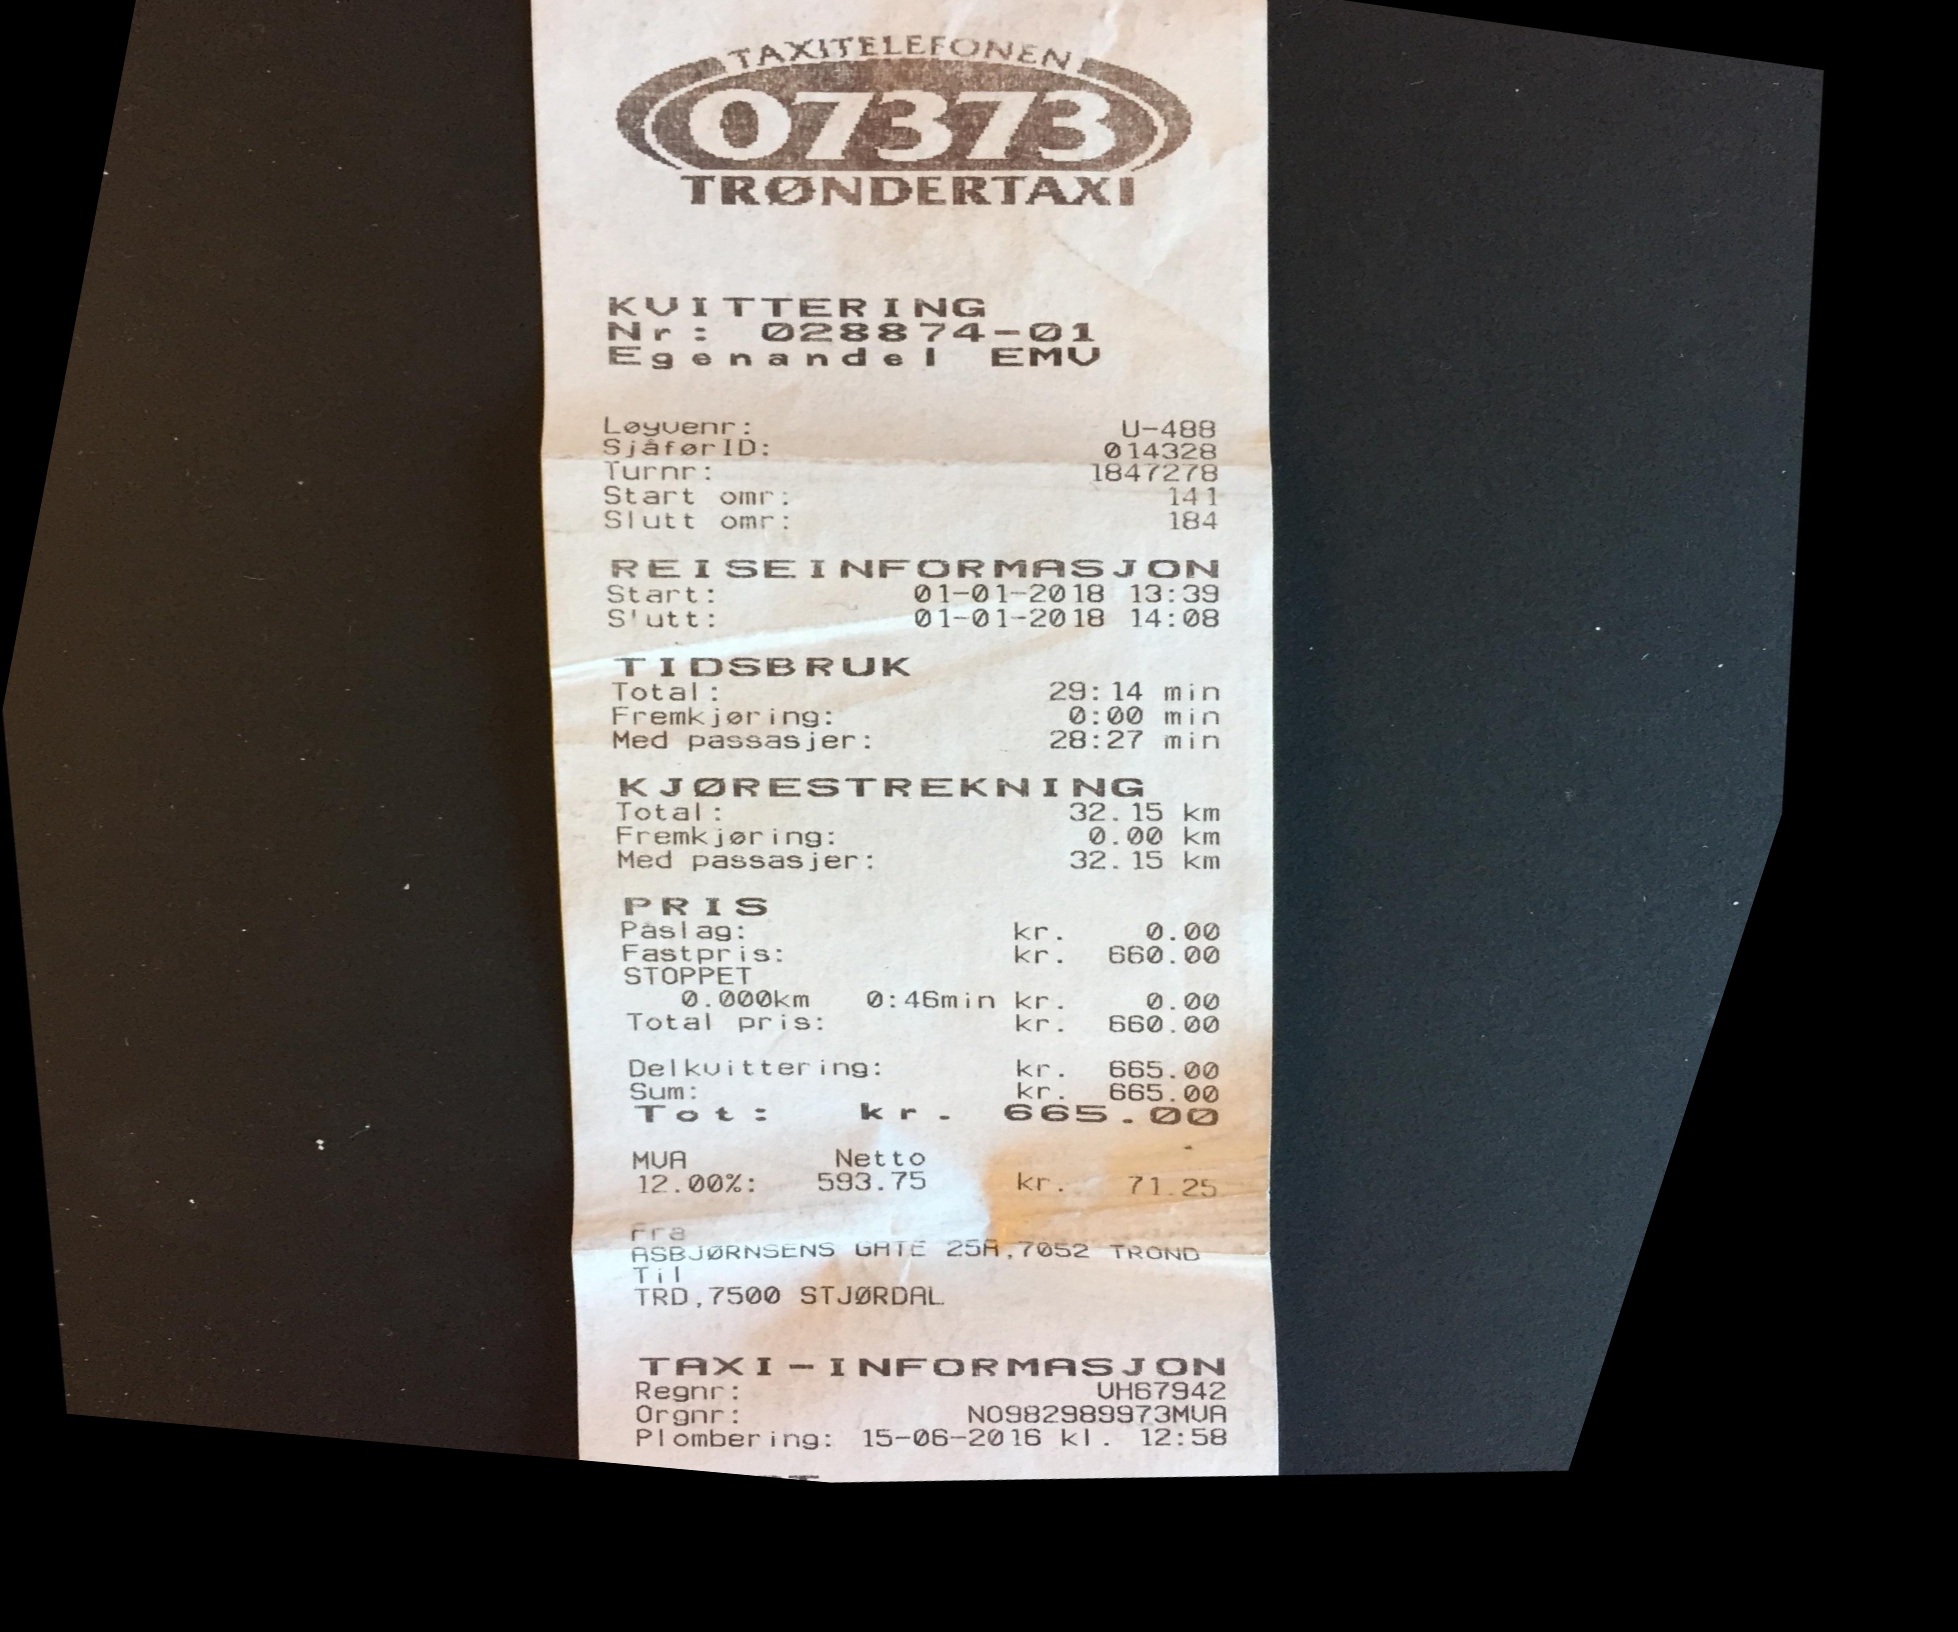 TAXITELEFONEN
07373
TRØNDERTAXI
KVITTERING
Nr: 028874-01
Egenandel EMV
Løyvenr: U-488
SjåførID: 014328
Turnr: 1847278
Start omr: 141
Slutt omr: 184
REISEINFORMASJON
Start: 01-01-2018 13:39
Slutt: 01-01-2018 14:08
TIDSBRUK
Total: 29:14 min
Fremkjøring: 0:00 min
Med passasjer: 28:27 min
KJØRESTREKNING
Total: 32.15 km
Fremkjøring: 0.00 km
Med passasjer: 32.15 km
PRIS
Påslag: kr. 0.00
Fastpris: kr. 660.00
STOPPET
0.000km 0:46min kr. 0.00
Total pris: kr. 660.00
Delkvittering: kr. 665.00
Sum: kr. 665.00
Tot: kr. 665.00
MVA Netto
12.00%: 593.75 kr. 71.25
Fra
ASBJØRNSENS GATE 25A,7052 TROND
Til
TRD,7500 STJØRDAL
TAXI-INFORMASJON
Regnr: VH67942
Orgnr: NO982989973MVA
Plombering: 15-06-2016 kl. 12:58